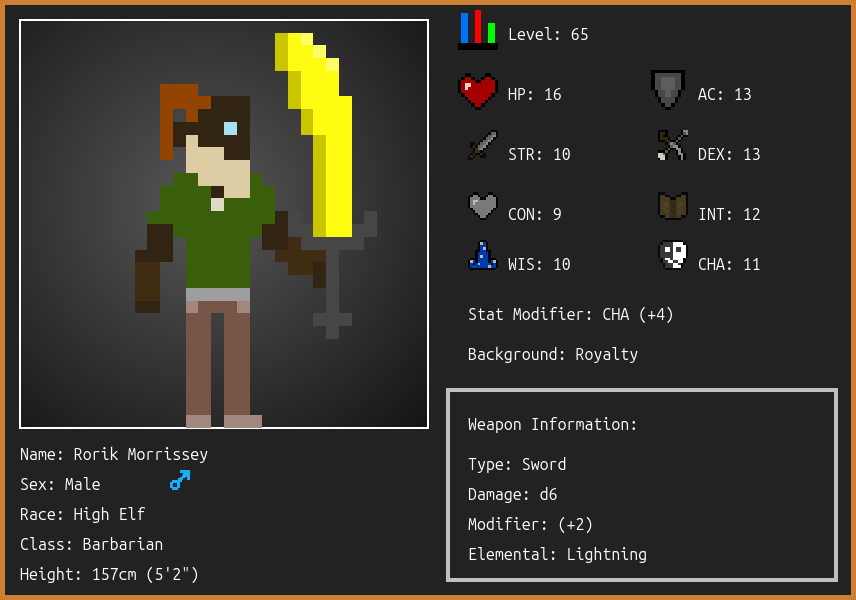 Level: 65
HP: 16
AC: 13
STR: 10
DEX: 13
CON: 9
INT: 12
WIS: 10
CHA: 11
Stat Modifier: CHA (+4)
Background: Royalty
Weapon Information:
Type: Sword
Damage: d6
Modifier: (+2)
Elemental: Lightning
Name: Rorik Morrissey
Sex: Male
Race: High Elf
Class: Barbarian
Height: 157cm (5'2")